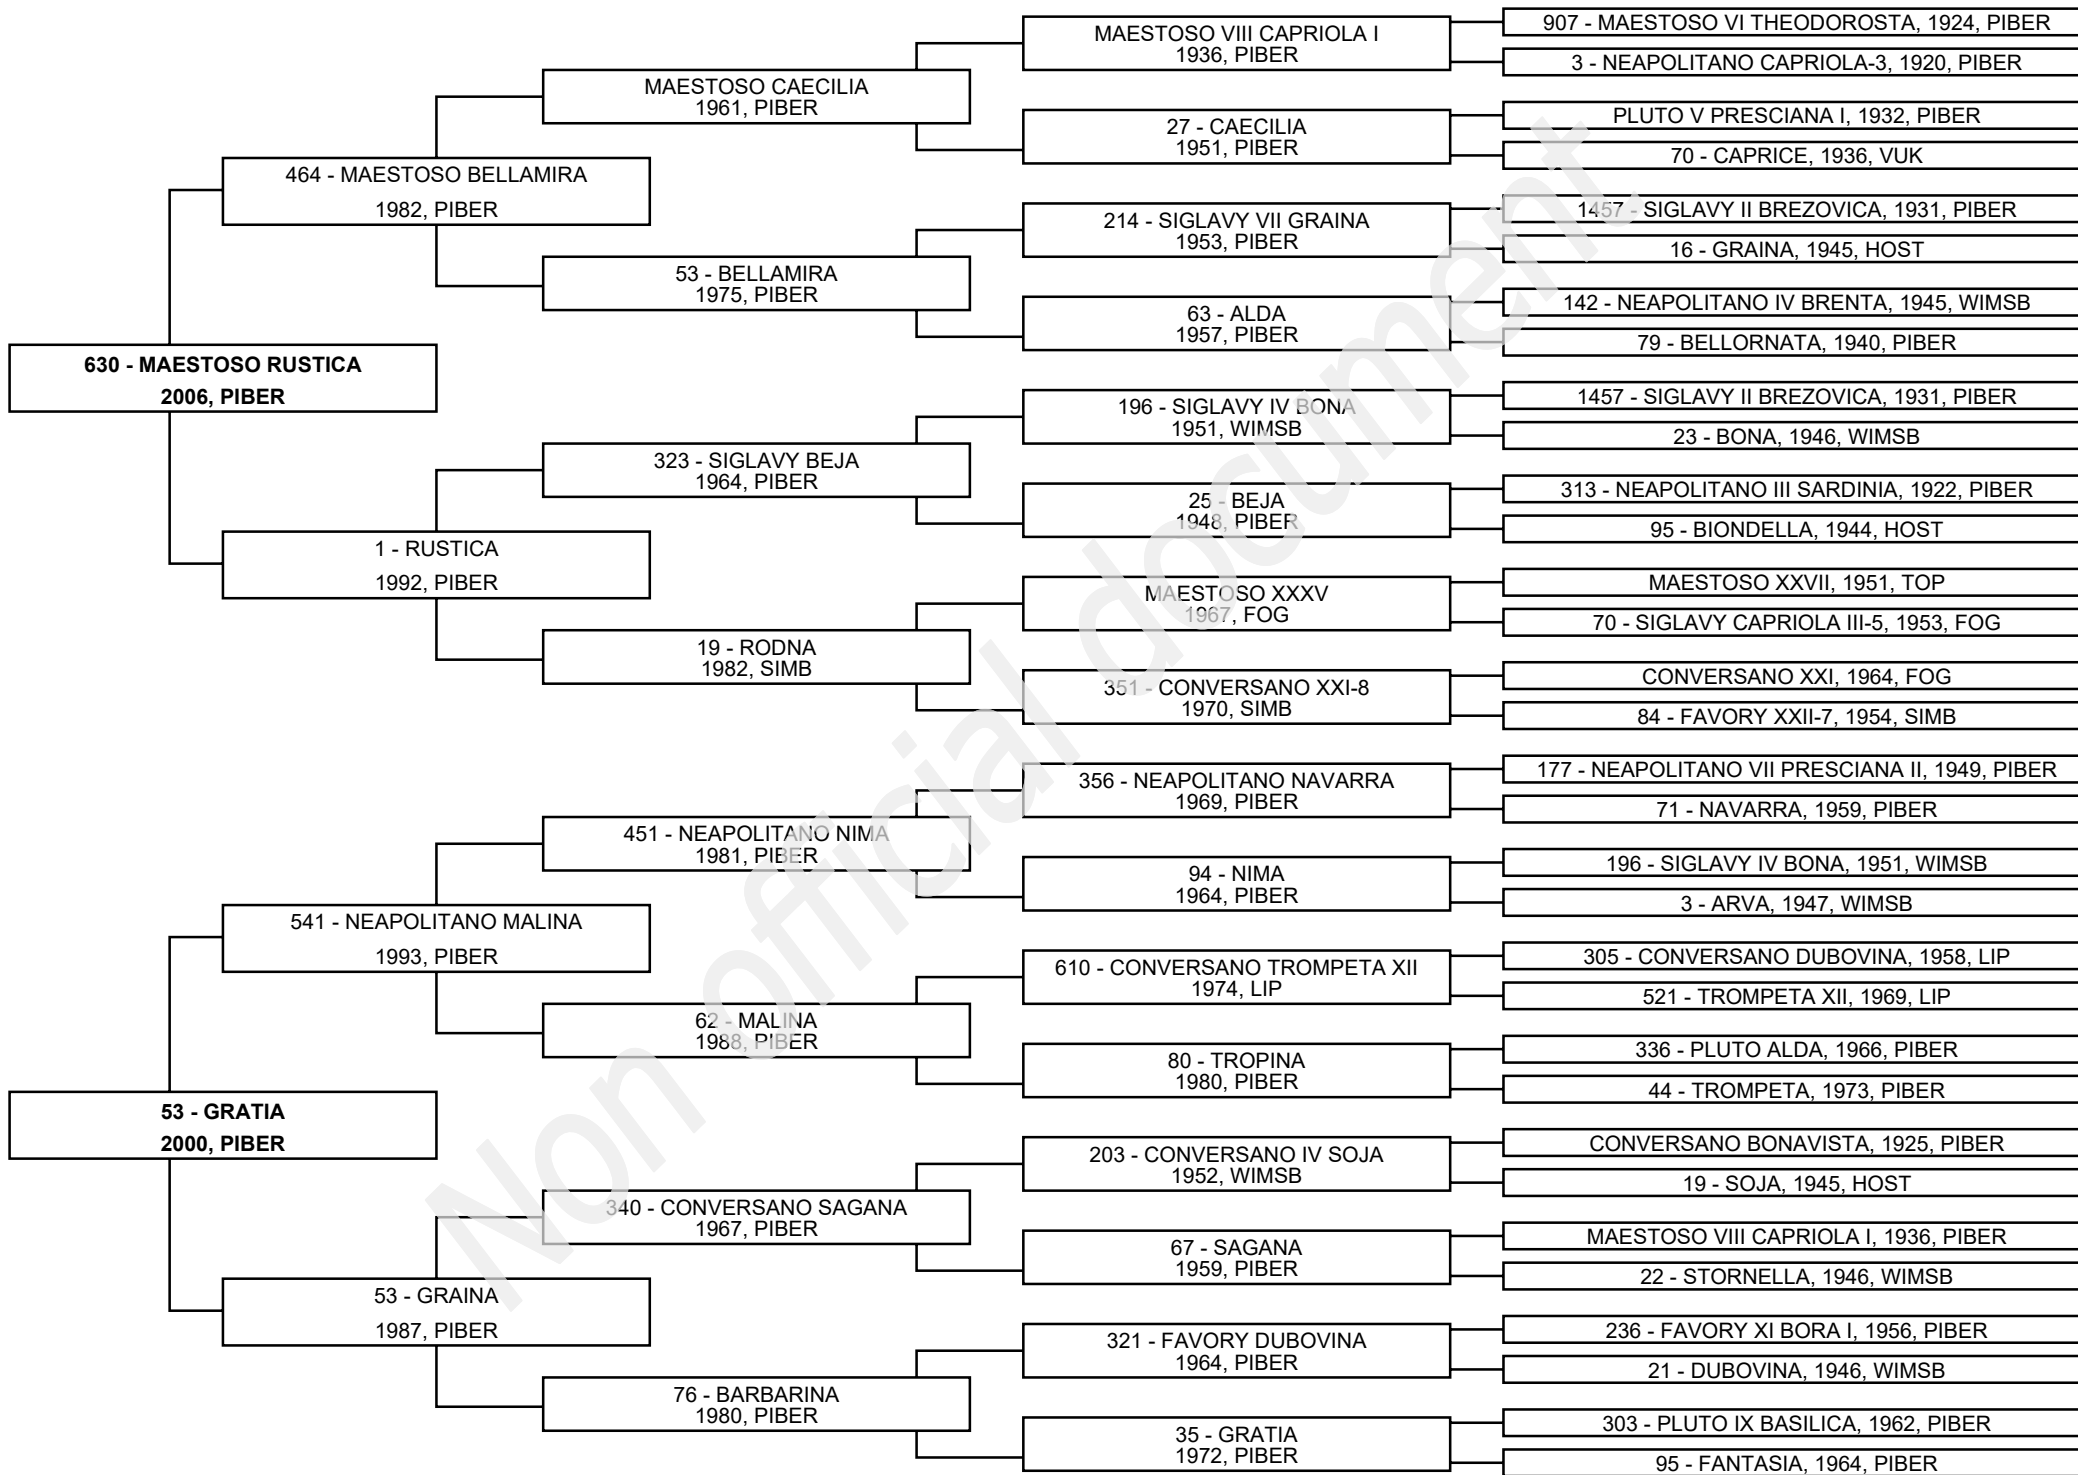 630 - MAESTOSO RUSTICA
2006, PIBER
53 - GRATIA
2000, PIBER
464 - MAESTOSO BELLAMIRA
1982, PIBER
1 - RUSTICA
1992, PIBER
541 - NEAPOLITANO MALINA
1993, PIBER
53 - GRAINA
1987, PIBER
MAESTOSO CAECILIA
1961, PIBER
53 - BELLAMIRA
1975, PIBER
323 - SIGLAVY BEJA
1964, PIBER
19 - RODNA
1982, SIMB
451 - NEAPOLITANO NIMA
1981, PIBER
62 - MALINA
1988, PIBER
340 - CONVERSANO SAGANA
1967, PIBER
76 - BARBARINA
1980, PIBER
MAESTOSO VIII CAPRIOLA I
1936, PIBER
27 - CAECILIA
1951, PIBER
214 - SIGLAVY VII GRAINA
1953, PIBER
63 - ALDA
1957, PIBER
196 - SIGLAVY IV BONA
1951, WIMSB
25 - BEJA
1948, PIBER
MAESTOSO XXXV
1967, FOG
351 - CONVERSANO XXI-8
1970, SIMB
356 - NEAPOLITANO NAVARRA
1969, PIBER
94 - NIMA
1964, PIBER
610 - CONVERSANO TROMPETA XII
1974, LIP
80 - TROPINA
1980, PIBER
203 - CONVERSANO IV SOJA
1952, WIMSB
67 - SAGANA
1959, PIBER
321 - FAVORY DUBOVINA
1964, PIBER
35 - GRATIA
1972, PIBER
907 - MAESTOSO VI THEODOROSTA, 1924, PIBER
3 - NEAPOLITANO CAPRIOLA-3, 1920, PIBER
PLUTO V PRESCIANA I, 1932, PIBER
70 - CAPRICE, 1936, VUK
1457 - SIGLAVY II BREZOVICA, 1931, PIBER
16 - GRAINA, 1945, HOST
142 - NEAPOLITANO IV BRENTA, 1945, WIMSB
79 - BELLORNATA, 1940, PIBER
1457 - SIGLAVY II BREZOVICA, 1931, PIBER
23 - BONA, 1946, WIMSB
313 - NEAPOLITANO III SARDINIA, 1922, PIBER
95 - BIONDELLA, 1944, HOST
MAESTOSO XXVII, 1951, TOP
70 - SIGLAVY CAPRIOLA III-5, 1953, FOG
CONVERSANO XXI, 1964, FOG
84 - FAVORY XXII-7, 1954, SIMB
177 - NEAPOLITANO VII PRESCIANA II, 1949, PIBER
71 - NAVARRA, 1959, PIBER
196 - SIGLAVY IV BONA, 1951, WIMSB
3 - ARVA, 1947, WIMSB
305 - CONVERSANO DUBOVINA, 1958, LIP
521 - TROMPETA XII, 1969, LIP
336 - PLUTO ALDA, 1966, PIBER
44 - TROMPETA, 1973, PIBER
CONVERSANO BONAVISTA, 1925, PIBER
19 - SOJA, 1945, HOST
MAESTOSO VIII CAPRIOLA I, 1936, PIBER
22 - STORNELLA, 1946, WIMSB
236 - FAVORY XI BORA I, 1956, PIBER
21 - DUBOVINA, 1946, WIMSB
303 - PLUTO IX BASILICA, 1962, PIBER
95 - FANTASIA, 1964, PIBER
Non official document